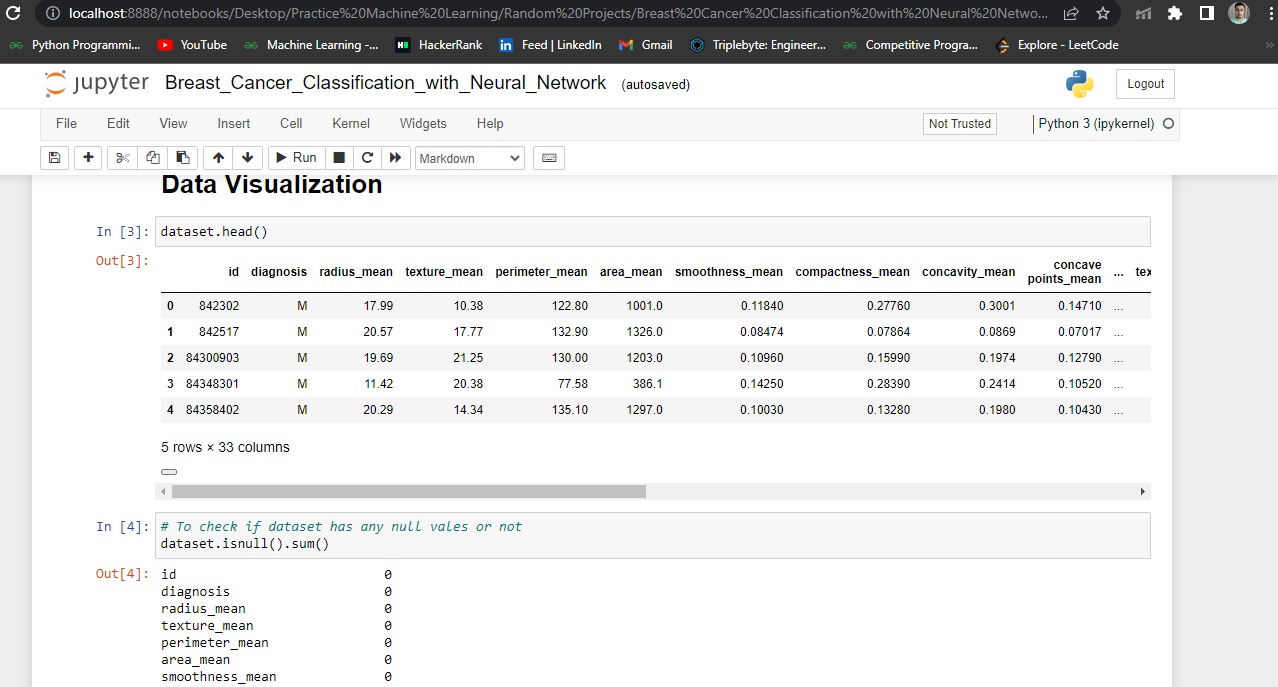 localhost:8888/notebooks/Desktop/Practice%20Machine%20Learning/Random%20Projects/Breast%20Cancer%20Classification%20with%20Neural%20Netwo...
Python Programmi... YouTube Machine Learning -... HackerRank Feed | LinkedIn Gmail Triplebyte: Engineer... Competitive Progra... Explore - LeetCode »
jupyter Breast_Cancer_Classification_with_Neural_Network (autosaved) Logout
File Edit View Insert Cell Kernel Widgets Help Not Trusted Python 3 (ipykernel)
Run Markdown
Data Visualization
In [3]: dataset.head()
Out[3]:
id diagnosis radius_mean texture_mean perimeter_mean area_mean smoothness_mean compactness_mean concavity_mean concave points_mean ... tex
0 842302 M 17.99 10.38 122.80 1001.0 0.11840 0.27760 0.3001 0.14710 ...
1 842517 M 20.57 17.77 132.90 1326.0 0.08474 0.07864 0.0869 0.07017 ...
2 84300903 M 19.69 21.25 130.00 1203.0 0.10960 0.15990 0.1974 0.12790 ...
3 84348301 M 11.42 20.38 77.58 386.1 0.14250 0.28390 0.2414 0.10520 ...
4 84358402 M 20.29 14.34 135.10 1297.0 0.10030 0.13280 0.1980 0.10430 ...
5 rows × 33 columns
In [4]: # To check if dataset has any null vales or not
dataset.isnull().sum()
Out[4]: id 0
diagnosis 0
radius_mean 0
texture_mean 0
perimeter_mean 0
area_mean 0
smoothness_mean 0